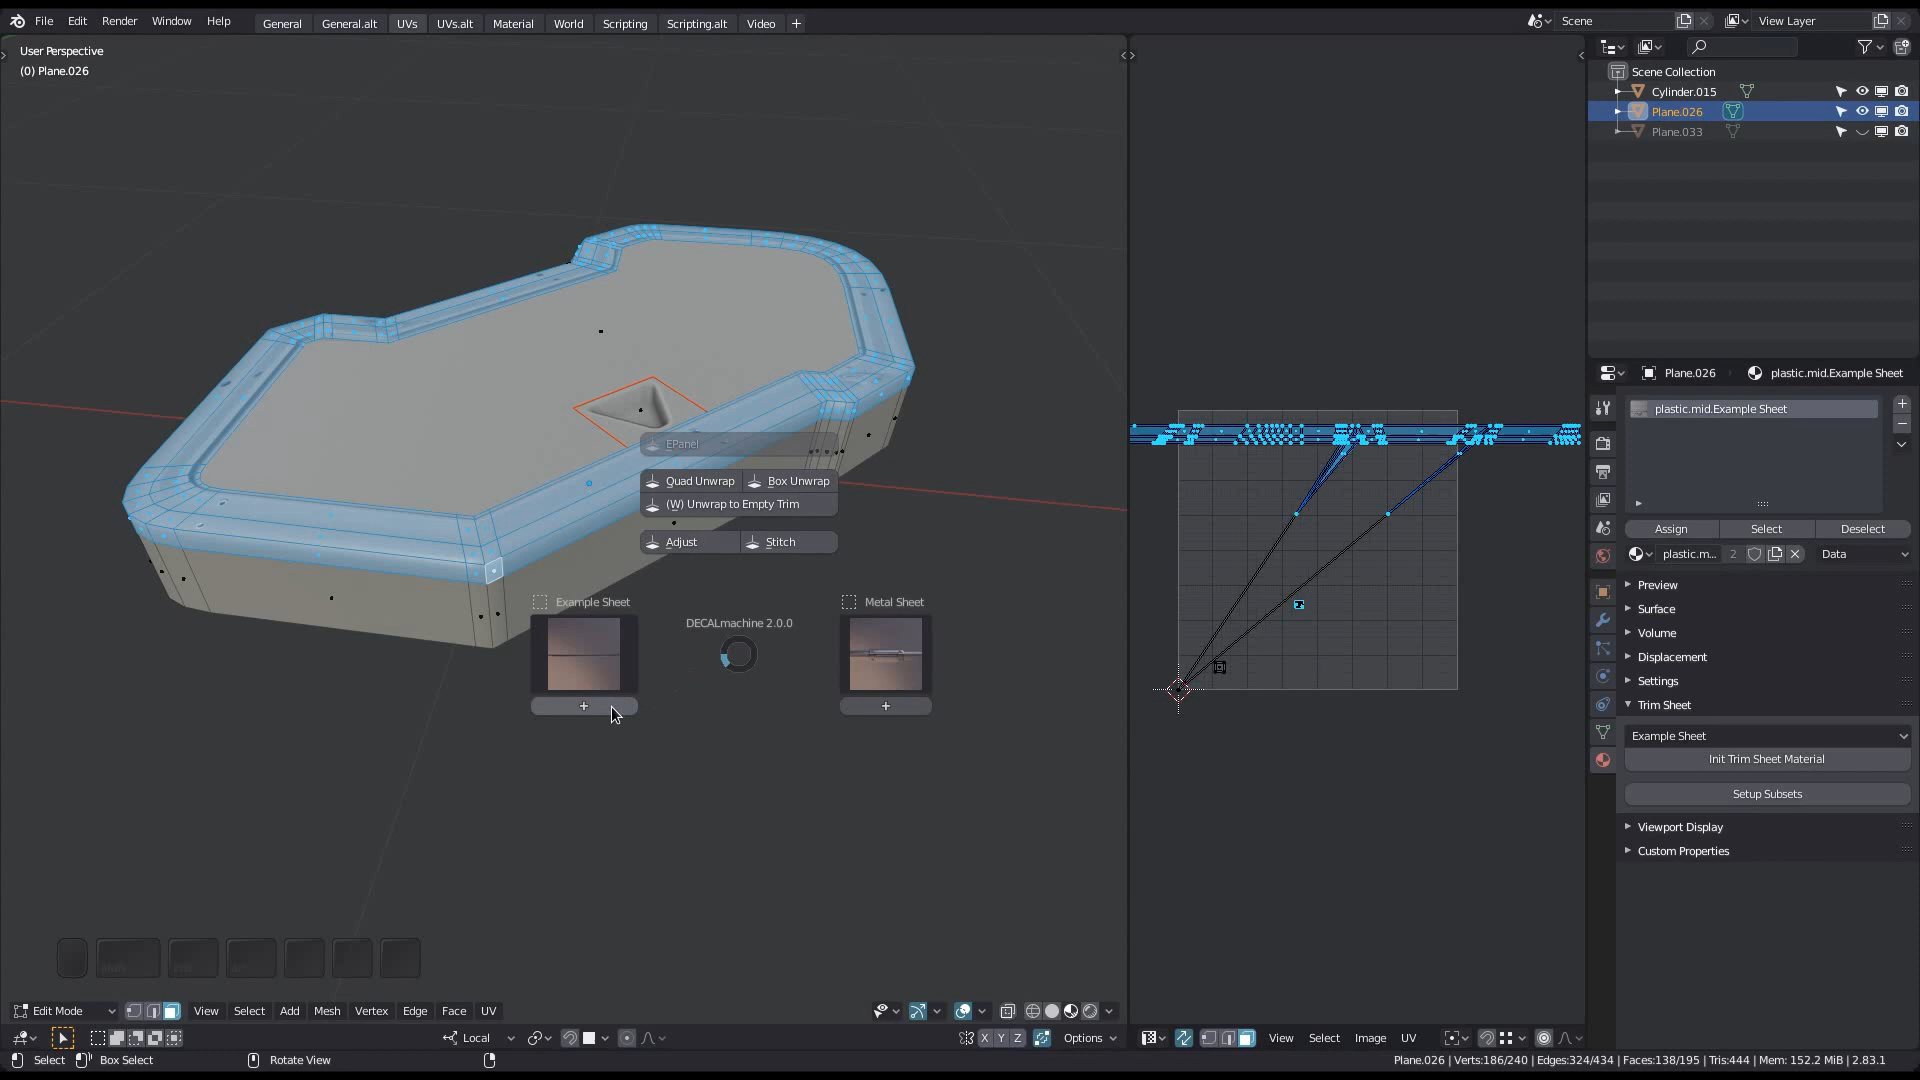 File Edit Render Window Help General General.alt UVs UVs.alt Material World Scripting Scripting.alt Video + Scene View Layer
User Perspective
(0) Plane.026
Scene Collection
Cylinder.015
Plane.026
Plane.033
Plane.026 plastic.mid.Example Sheet
plastic.mid.Example Sheet
Assign Select Deselect
plastic.m... 2 Data
Preview
Surface
Volume
Displacement
Settings
Trim Sheet
Example Sheet
Init Trim Sheet Material
Setup Subsets
Viewport Display
Custom Properties
EPanel
Quad Unwrap Box Unwrap
(W) Unwrap to Empty Trim
Adjust Stitch
Example Sheet Metal Sheet
DECALmachine 2.0.0
+ +
Edit Mode View Select Add Mesh Vertex Edge Face UV
Local X Y Z Options View Select Image UV
Select Box Select Rotate View Plane.026 | Verts:186/240 | Edges:324/434 | Faces:138/195 | Tris:444 | Mem: 152.2 MiB | 2.83.1